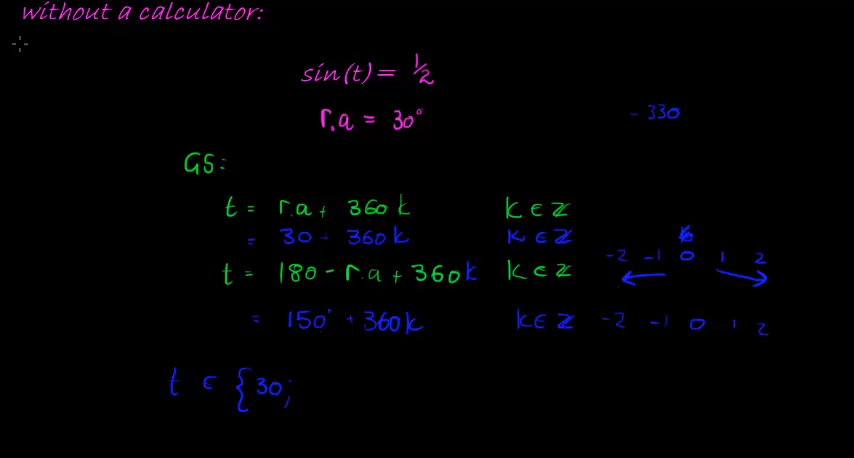 without a calculator:
sin(t) = 1/2
r.a = 30°
- 330
GS:
t = r.a + 360k k ∈ Z
= 30 - 360k k ∈ Z
-2 -1 0 1 2
t = 180 - r.a + 360k k ∈ Z
= 150° + 360k k ∈ Z -2 -1 0 1 2
t ∈ {30;